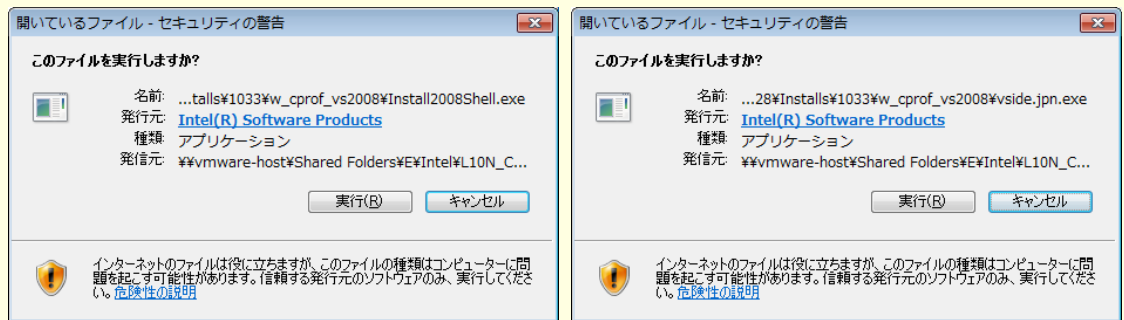 開いているファイル - セキュリティの警告
このファイルを実行しますか?
名前: ...talls¥1033¥w_cprof_vs2008¥Install2008Shell.exe
発行元: Intel(R) Software Products
種類: アプリケーション
発信元: ¥¥vmware-host¥Shared Folders¥E¥Intel¥L10N_C...
実行(R) キャンセル
インターネットのファイルは役に立ちますが、このファイルの種類はコンピューターに問
題を起こす可能性があります。信頼する発行元のソフトウェアのみ、実行してくださ
い。危険性の説明
開いているファイル - セキュリティの警告
このファイルを実行しますか?
名前: ...28¥Installs¥1033¥w_cprof_vs2008¥vside.jpn.exe
発行元: Intel(R) Software Products
種類: アプリケーション
発信元: ¥¥vmware-host¥Shared Folders¥E¥Intel¥L10N_C...
実行(R) キャンセル
インターネットのファイルは役に立ちますが、このファイルの種類はコンピューターに問
題を起こす可能性があります。信頼する発行元のソフトウェアのみ、実行してくださ
い。危険性の説明